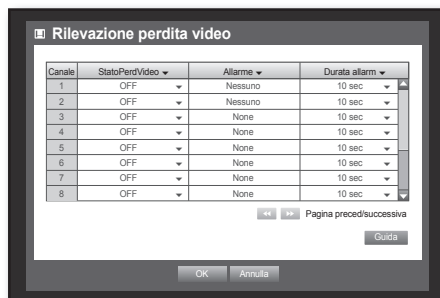 Rilevazione perdita video
Canale StatoPerdVideo Allarme Durata allarm
1 OFF Nessuno 10 sec
2 OFF Nessuno 10 sec
3 OFF None 10 sec
4 OFF None 10 sec
5 OFF None 10 sec
6 OFF None 10 sec
7 OFF None 10 sec
8 OFF None 10 sec
Pagina preced/successiva
Guida
OK Annulla